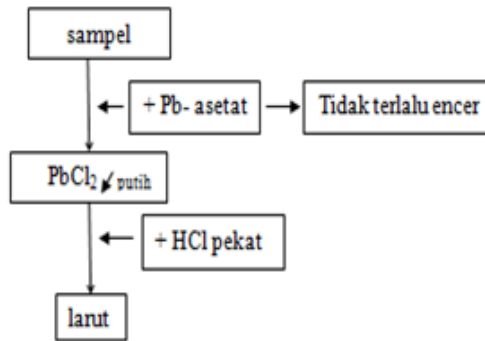 sampel
+ Pb- asetat
Tidak terlalu encer
PbCl₂ ↙ putih
+ HCl pekat
larut